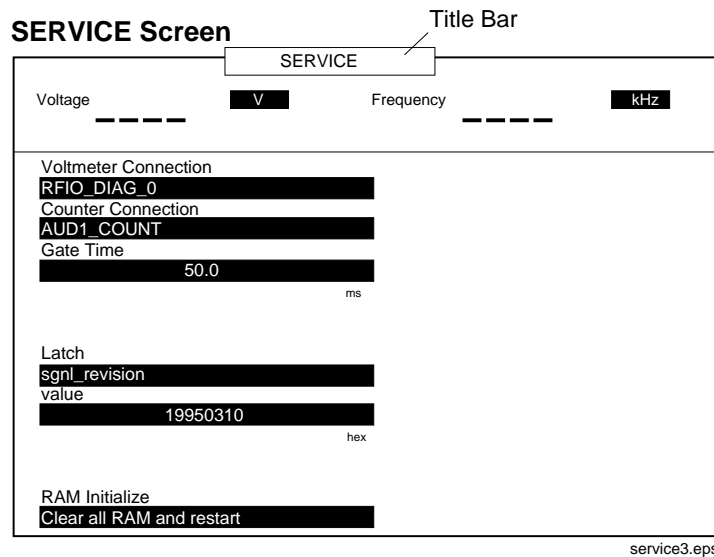 SERVICE Screen
Title Bar
SERVICE
Voltage V Frequency kHz
Voltmeter Connection
RFIO_DIAG_0
Counter Connection
AUD1_COUNT
Gate Time
50.0
ms
Latch
sgnl_revision
value
19950310
hex
RAM Initialize
Clear all RAM and restart
service3.eps